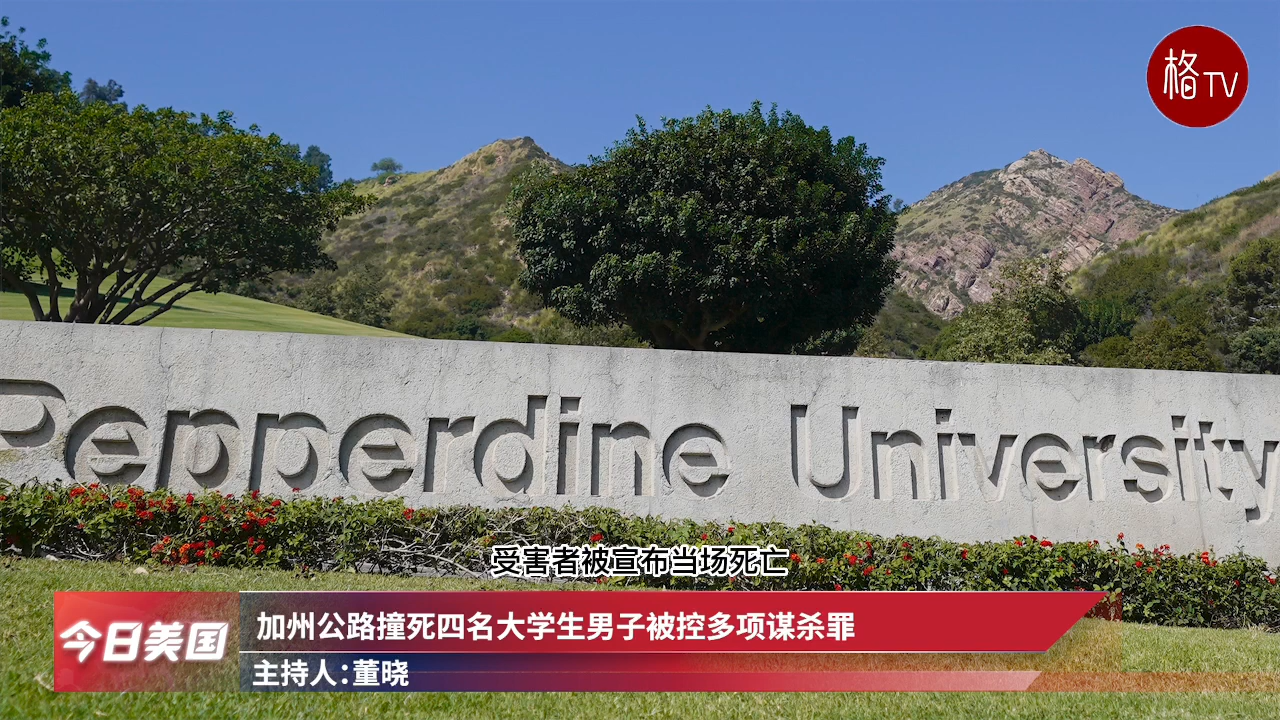 格TV
Pepperdine University
受害者被宣布当场死亡
今日美国
加州公路撞死四名大学生男子被控多项谋杀罪
主持人:董晓